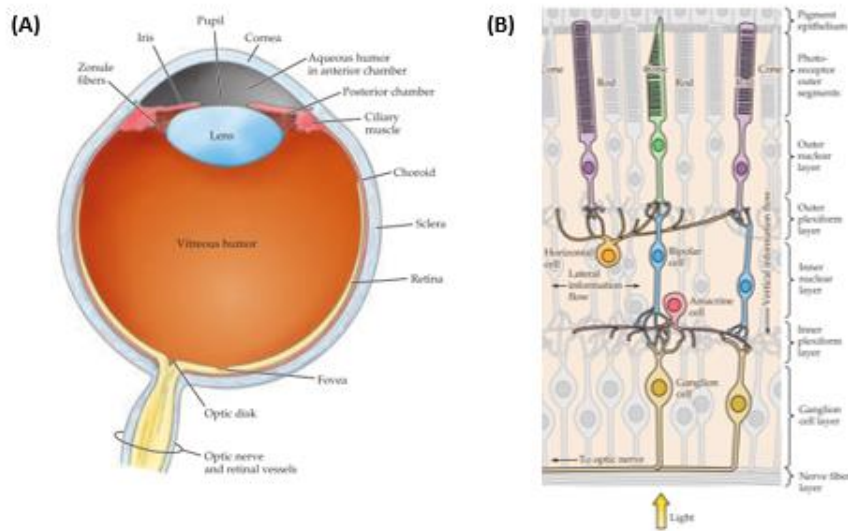 (A)
Pupil
Iris
Cornea
Zonule
fibers
Aqueous humor
in anterior chamber
Posterior chamber
Lens
Ciliary
muscle
Choroid
Vitreous humor
Sclera
Retina
Fovea
Optic disk
Optic nerve
and retinal vessels
(B)
Pigment
epithelium
Cone
Rod
Rod
Cone
Photo-
receptor
outer
segments
Outer
nuclear
layer
Outer
plexiform
layer
Horizontal
cell
Bipolar
cell
Lateral
information
flow
Vertical information flow
Inner
nuclear
layer
Amacrine
cell
Inner
plexiform
layer
Ganglion
cell
Ganglion
cell layer
To optic nerve
Nerve fiber
layer
Light